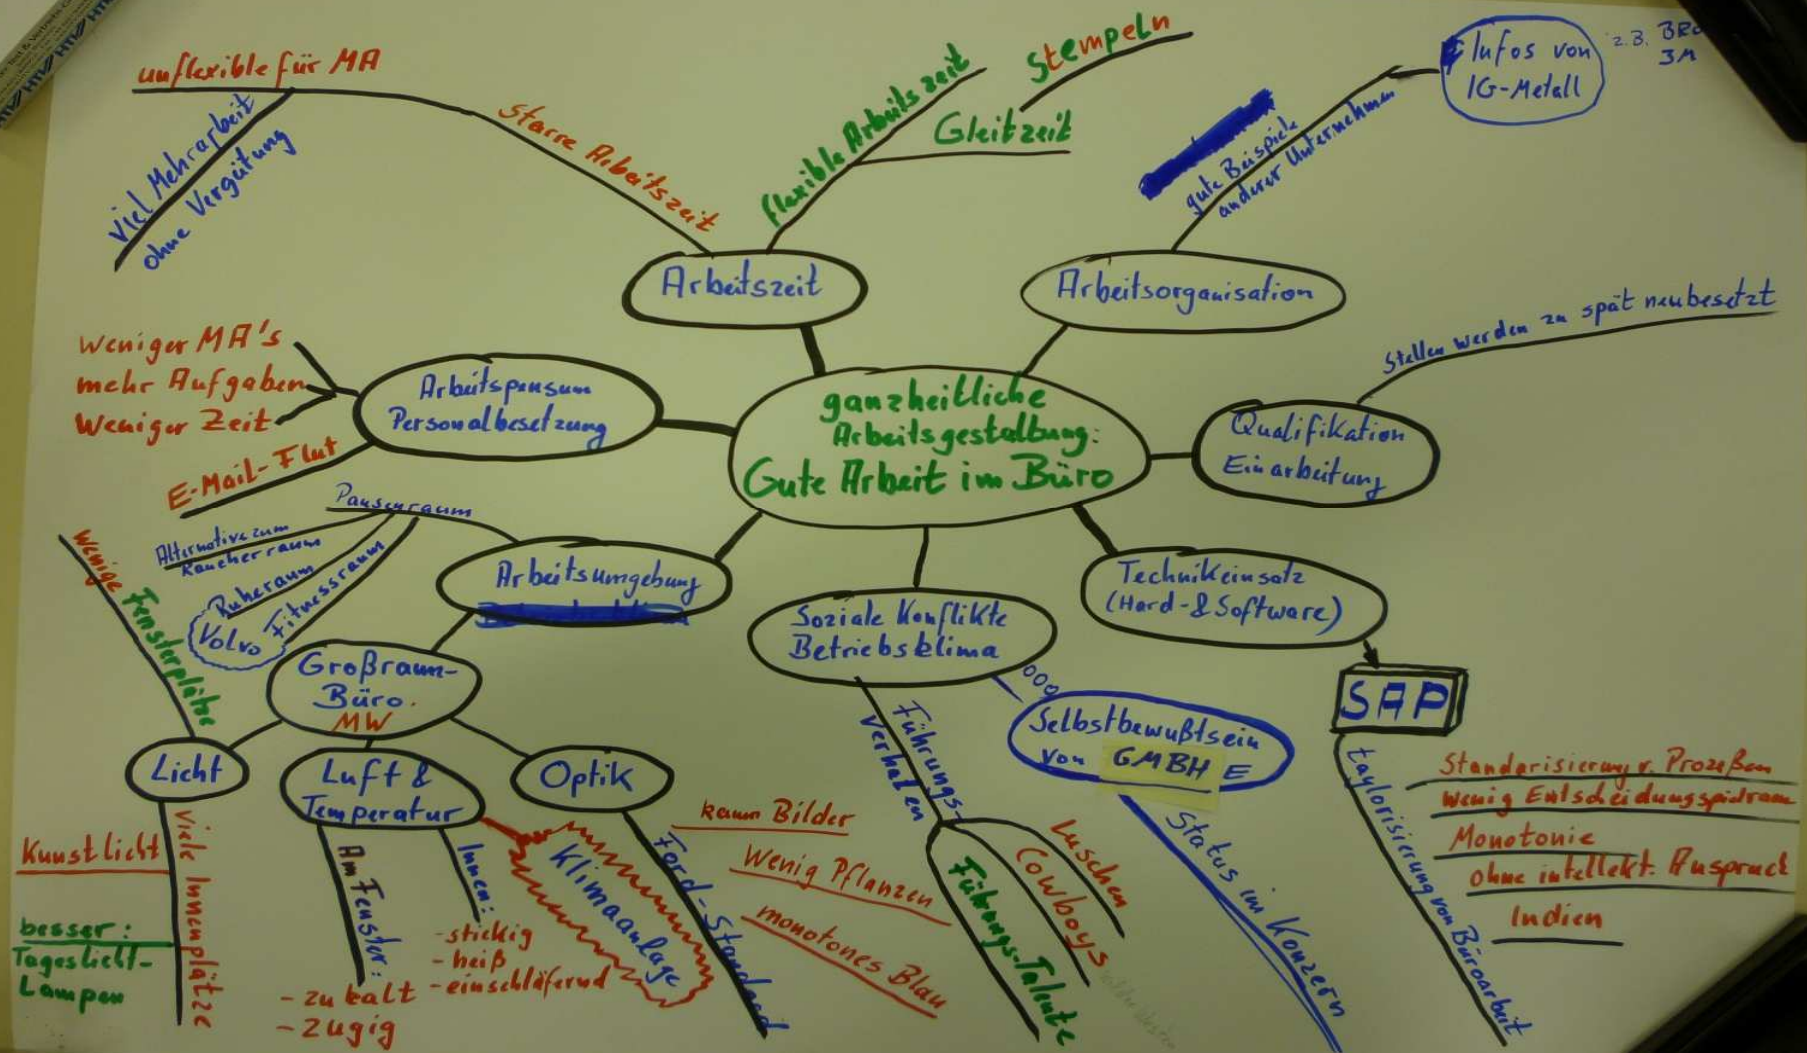 unflexible für MA
viel Mehrarbeit
ohne Vergütung
starre Arbeitszeit
flexible Arbeitszeit
Stempeln
Gleitzeit
gute Beispiele
anderer Unternehmen
Infos von
IG-Metall
z.B.
3M
Arbeitszeit
Arbeitsorganisation
Stellen werden zu spät neubesetzt
Weniger MA's
mehr Aufgaben
Weniger Zeit
E-Mail-Flut
Arbeitspensum
Personalbesetzung
ganzheitliche
Arbeitsgestaltung:
Gute Arbeit im Büro
Qualifikation
Einarbeitung
Pausenraum
Alternative zum
Raucherraum
Ruheraum
Fitnessraum
Volvo
Arbeitsumgebung
Soziale Konflikte
Betriebsklima
Technikeinsatz
(Hard-&Software)
SAP
Taylorisierung von Büroarbeit
Standarisierung v. Prozeßen
wenig Entscheidungspielraum
Monotonie
ohne intellekt. Anspruch
Indien
Selbstbewußtsein
von GMBH E
Status im Konzern
Führungs-
verhalten
Luschen
Cowboys
Führungs-Talente
Großraum-
Büro
MW
wenige Fensterplätze
Licht
Luft &
Temperatur
Optik
Kunstlicht
viele Innenplätze
besser:
Tageslicht-
Lampen
Am Fenster:
- zu kalt
- zugig
Innen:
- stickig
- heiß
- einschläfernd
Klimaanlage
Ford-Standard
kaum Bilder
Wenig Pflanzen
monotones Blau